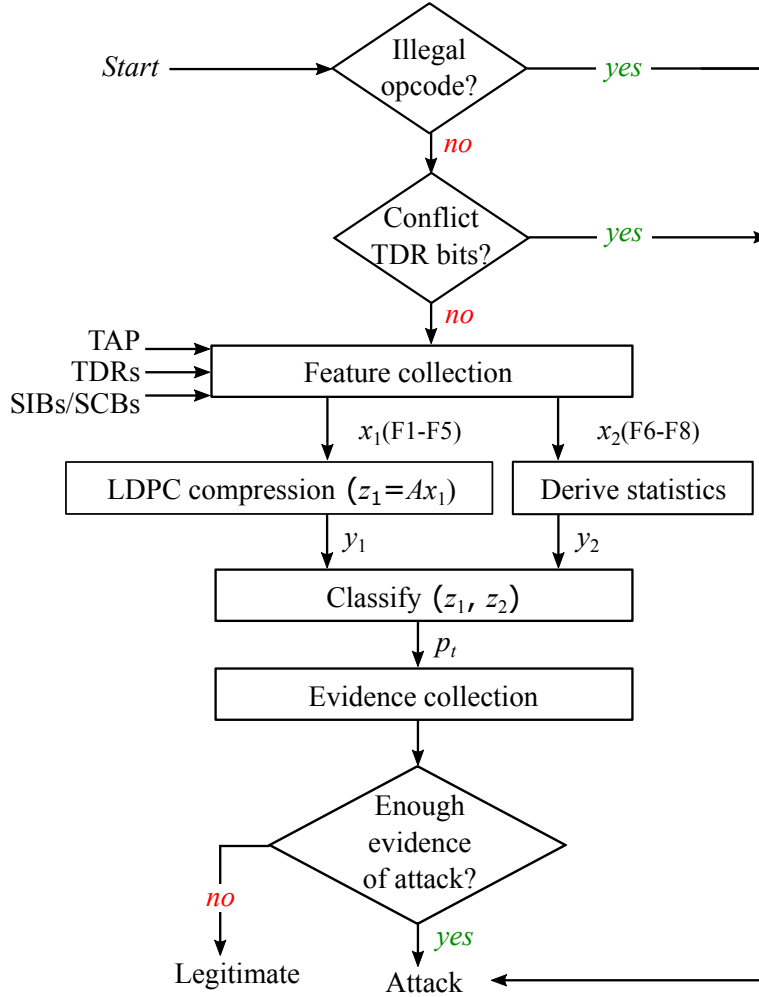 Illegal
opcode?
Start
yes
no
Conflict
TDR bits?
yes
no
TAP
TDRs
SIBs/SCBs
Feature collection
x₁(F1-F5)
x₂(F6-F8)
LDPC compression (z₁=Ax₁)
Derive statistics
y₁
y₂
Classify (z₁, z₂)
pₜ
Evidence collection
Enough
evidence
of attack?
no
yes
Legitimate
Attack